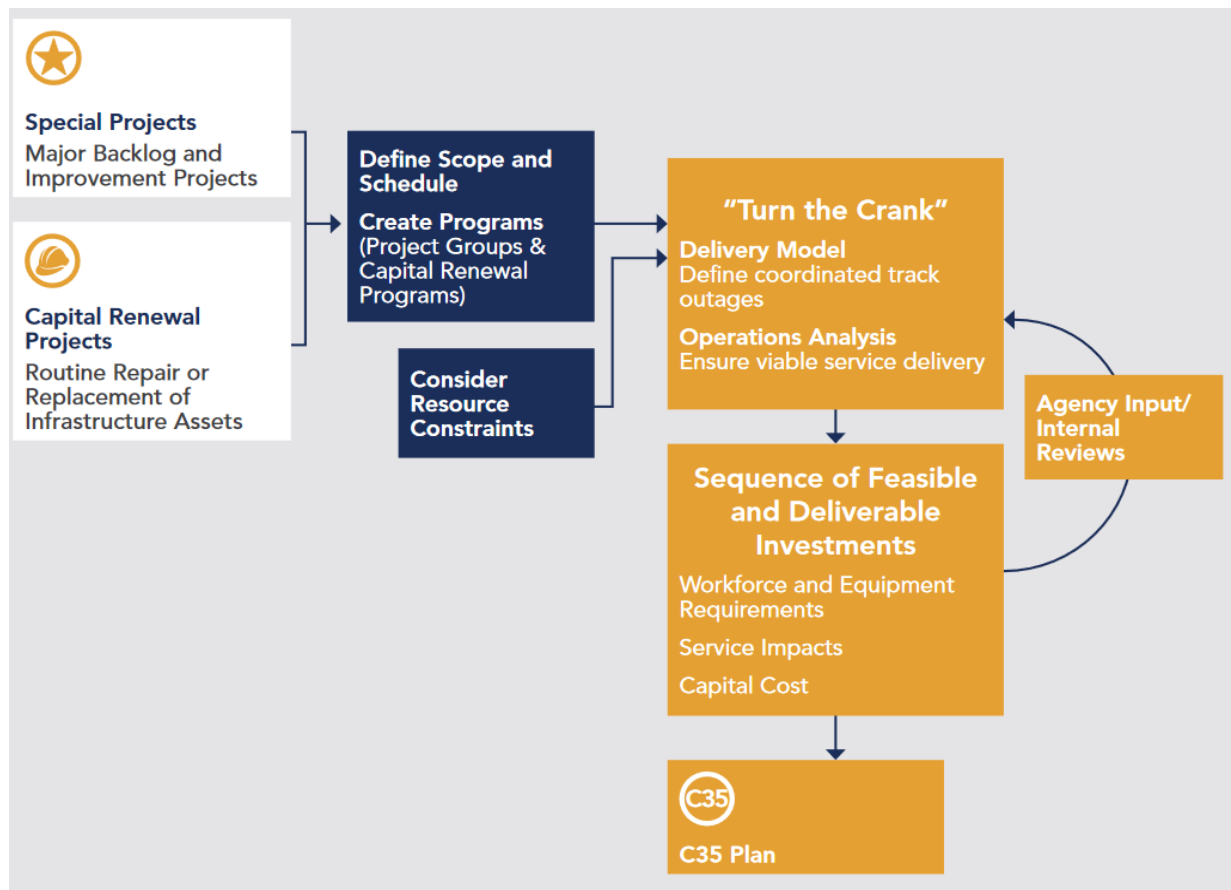 Special Projects
Major Backlog and
Improvement Projects
Capital Renewal
Projects
Routine Repair or
Replacement of
Infrastructure Assets
Define Scope and
Schedule
Create Programs
(Project Groups &
Capital Renewal
Programs)
Consider
Resource
Constraints
“Turn the Crank”
Delivery Model
Define coordinated track
outages
Operations Analysis
Ensure viable service delivery
Agency Input/
Internal
Reviews
Sequence of Feasible
and Deliverable
Investments
Workforce and Equipment
Requirements
Service Impacts
Capital Cost
C35
C35 Plan